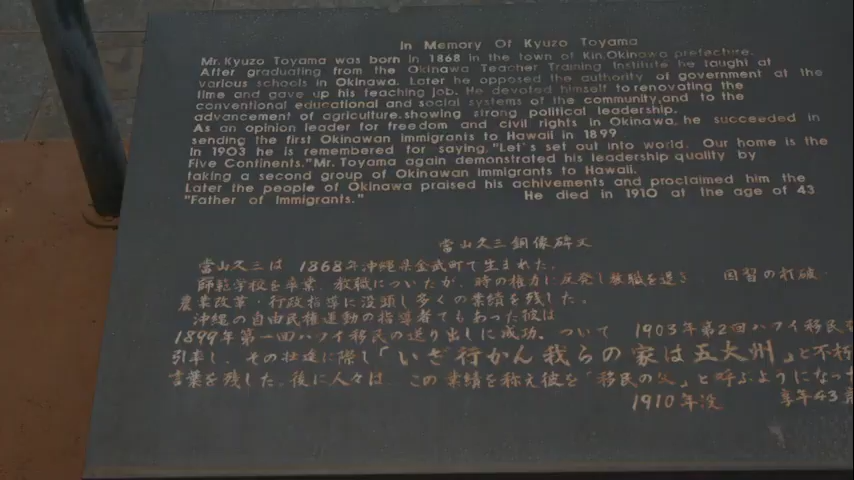 In Memory Of Kyuzo Toyama
Mr. Kyuzo Toyama was born in 1868 in the town of Kin, Okinawa prefecture.
After graduating from the Okinawa Teacher Training Institute he taught at
various schools in Okinawa. Later he opposed the authority of government at the
time and gave up his teaching job. He devoted himself to renovating the
conventional educational and social systems of the community, and to the
advancement of agriculture, showing strong political leadership.
As an opinion leader for freedom and civil rights in Okinawa, he succeeded in
sending the first Okinawan immigrants to Hawaii in 1899
In 1903 he is remembered for saying, "Let's set out into world. Our home is the
Five Continents." Mr. Toyama again demonstrated his leadership quality by
taking a second group of Okinawan immigrants to Hawaii.
Later the people of Okinawa praised his achivements and proclaimed him the
"Father of Immigrants." He died in 1910 at the age of 43
當山久三銅像碑文
當山久三は 1868年沖縄県金武町で生まれた。
師範学校を卒業、教職についたが、時の権力に反発し教職を退き 因習の打破
農業改革・行政指導に没頭し多くの業績を残した。
沖縄の自由民権運動の指導者でもあった彼は
1899年第一回ハワイ移民の送り出しに成功。ついて 1903年第2回ハワイ移民を
引率し、その壮途に際し「いざ行かん我らの家は五大州」と不朽
言葉を残した。後に人々は この業績を称え彼を「移民の父」と呼ぶようになった
1910年没 享年43歳